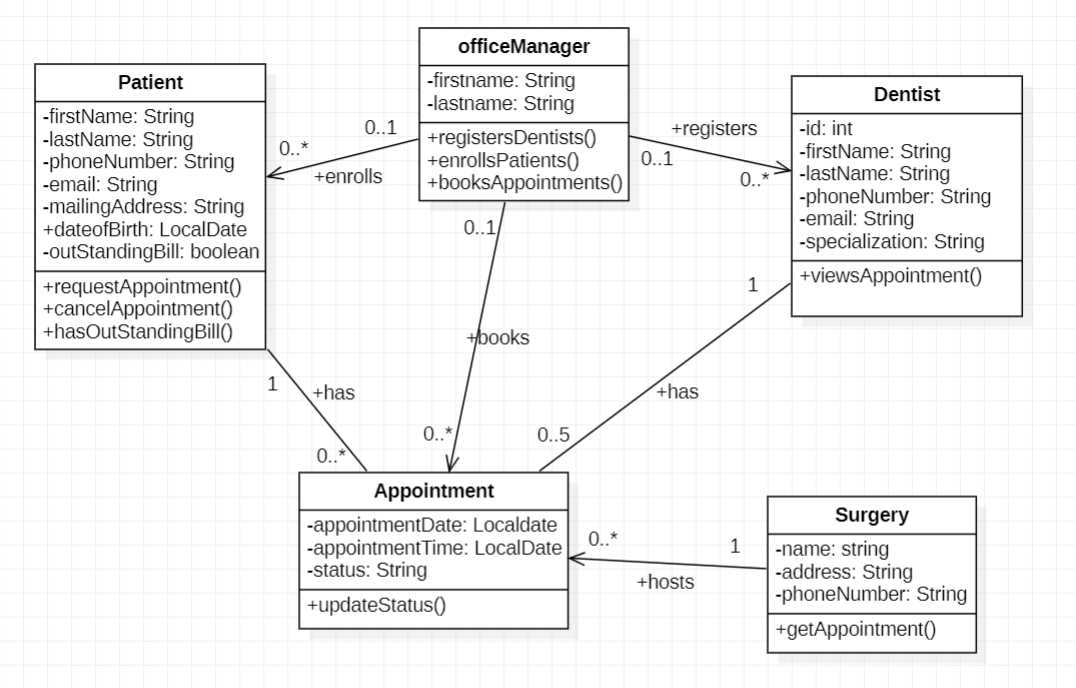 officeManager
-firstname: String
-lastname: String
+registersDentists()
+enrollsPatients()
+booksAppointments()
Patient
-firstName: String
-lastName: String
-phoneNumber: String
-email: String
-mailingAddress: String
+dateofBirth: LocalDate
-outStandingBill: boolean
+requestAppointment()
+cancelAppointment()
+hasOutStandingBill()
Dentist
-id: int
-firstName: String
-lastName: String
-phoneNumber: String
-email: String
-specialization: String
+viewsAppointment()
0..1
0..*
+enrolls
+registers
0..1
0..*
0..1
+books
0..*
1
+has
0..*
1
+has
0..5
Appointment
-appointmentDate: Localdate
-appointmentTime: LocalDate
-status: String
+updateStatus()
0..*
1
+hosts
Surgery
-name: string
-address: String
-phoneNumber: String
+getAppointment()